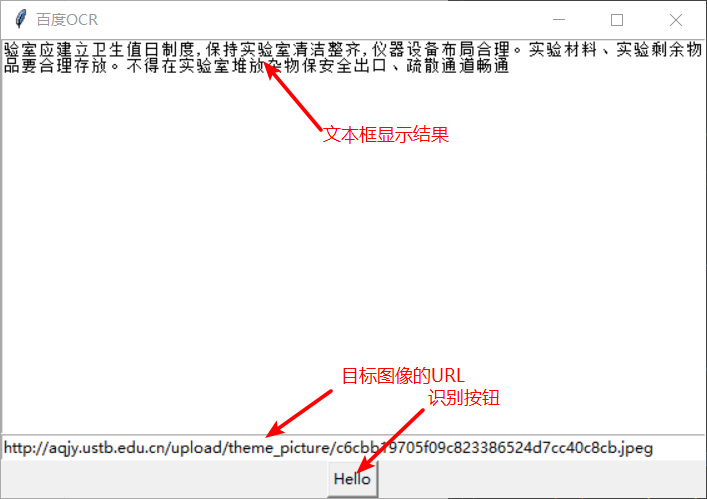 百度OCR
验室应建立卫生值日制度,保持实验室清洁整齐,仪器设备布局合理。实验材料、实验剩余物
品要合理存放。不得在实验室堆放杂物保安全出口、疏散通道畅通
文本框显示结果
目标图像的URL
识别按钮
http://aqjy.ustb.edu.cn/upload/theme_picture/c6cbb19705f09c823386524d7cc40c8cb.jpeg
Hello